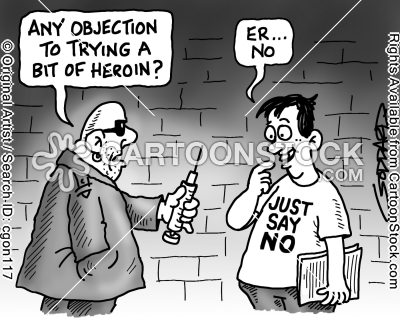 ANY OBJECTION
TO TRYING A
BIT OF HEROIN?
ER...
NO
JUST
SAY
NO
CARTOONSTOCK
.com
© Original Artist / Search ID: cgon117
Rights Available from CartoonStock.com